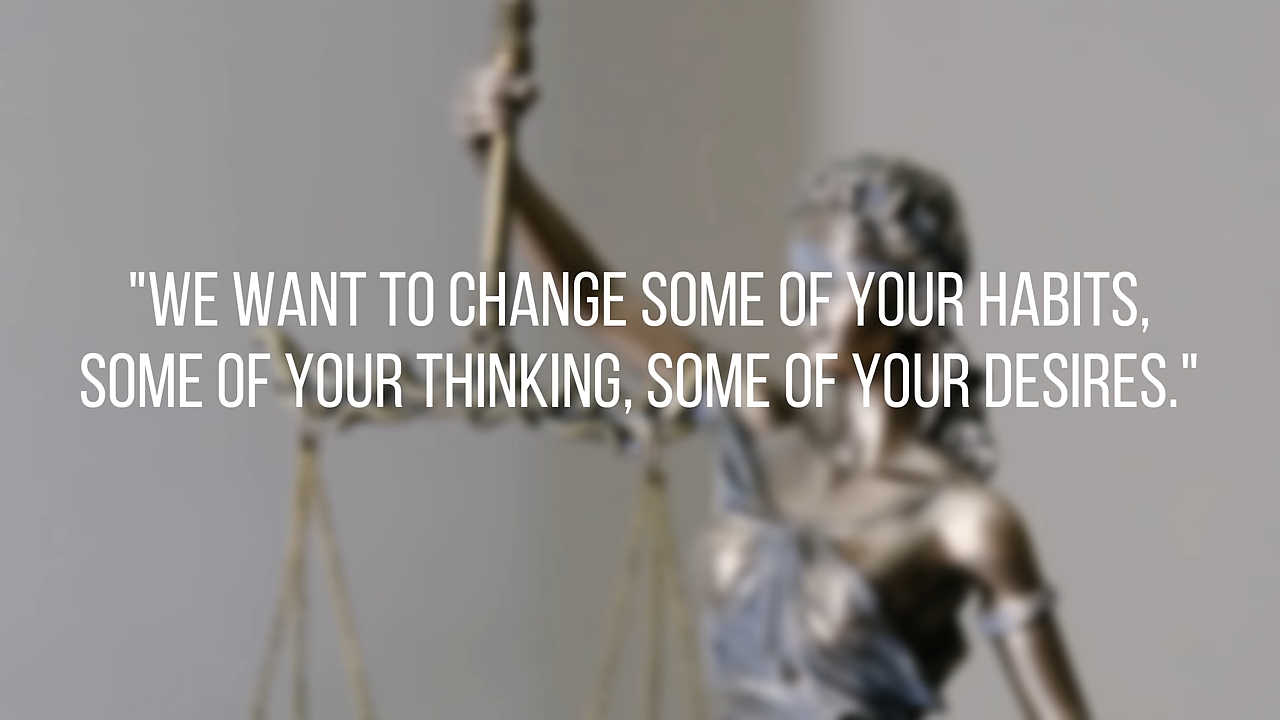 "WE WANT TO CHANGE SOME OF YOUR HABITS,
SOME OF YOUR THINKING, SOME OF YOUR DESIRES."